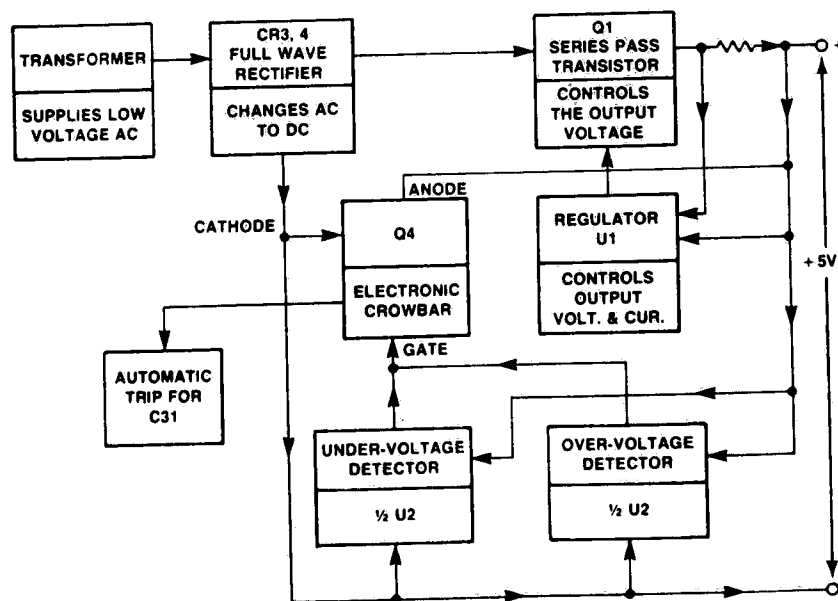 TRANSFORMER
SUPPLIES LOW
VOLTAGE AC
CR3, 4
FULL WAVE
RECTIFIER
CHANGES AC
TO DC
Q1
SERIES PASS
TRANSISTOR
CONTROLS
THE OUTPUT
VOLTAGE
+
ANODE
CATHODE
Q4
ELECTRONIC
CROWBAR
GATE
REGULATOR
U1
CONTROLS
OUTPUT
VOLT. & CUR.
+5V
AUTOMATIC
TRIP FOR
C31
UNDER-VOLTAGE
DETECTOR
½ U2
OVER-VOLTAGE
DETECTOR
½ U2